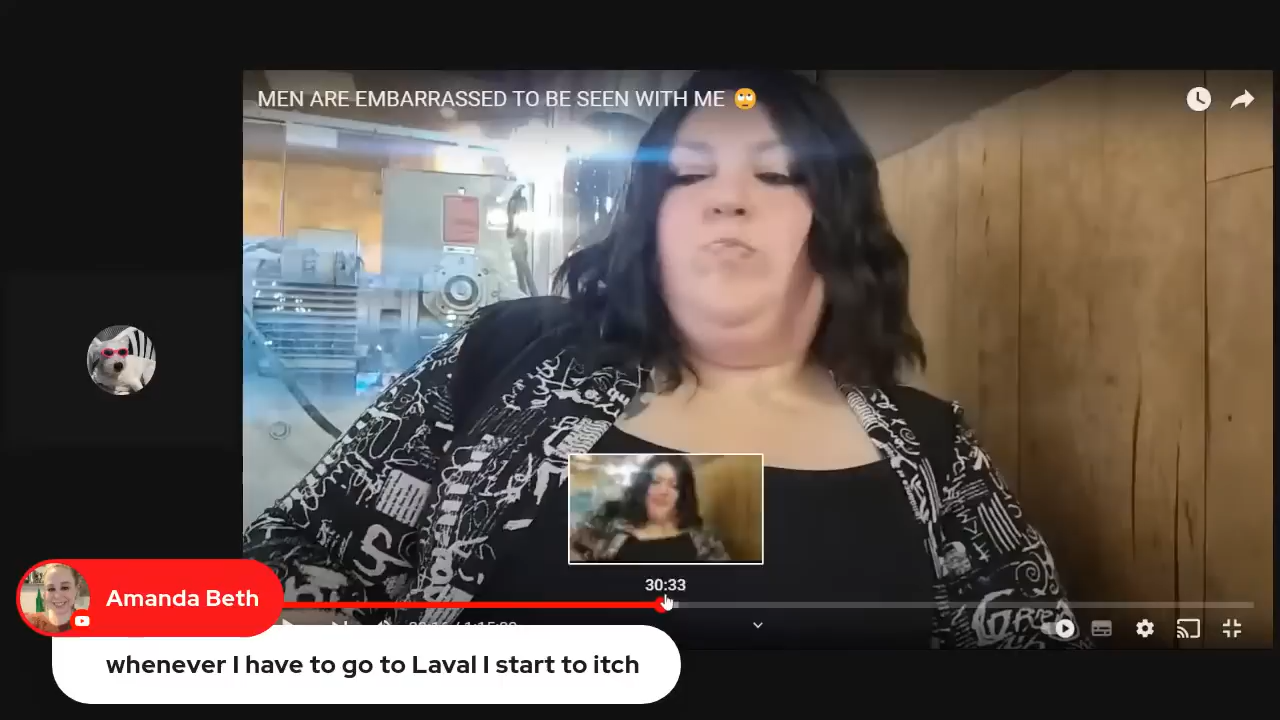 MEN ARE EMBARRASSED TO BE SEEN WITH ME 🙄
30:33
Amanda Beth
whenever I have to go to Laval I start to itch